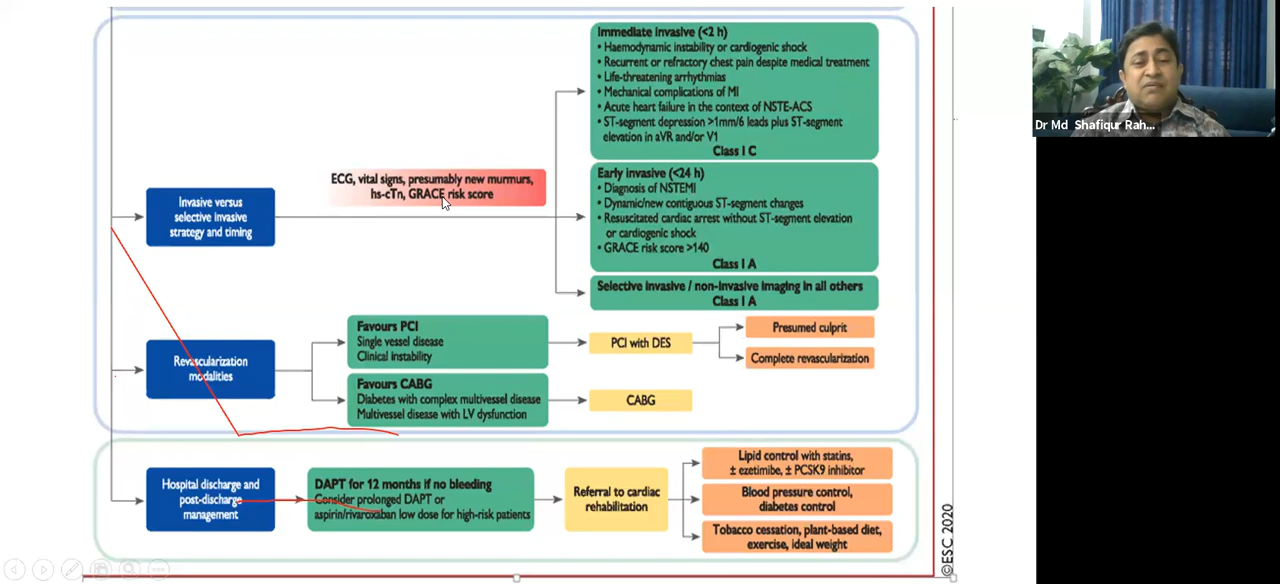 Immediate invasive (<2 h)
• Haemodynamic instability or cardiogenic shock
• Recurrent or refractory chest pain despite medical treatment
• Life-threatening arrhythmias
• Mechanical complications of MI
• Acute heart failure in the context of NSTE-ACS
• ST-segment depression >1mm/6 leads plus ST-segment
elevation in aVR and/or V1
Class I C
Dr Md Shafiqur Rah...
ECG, vital signs, presumably new murmurs,
hs-cTn, GRACE risk score
Invasive versus
selective invasive
strategy and timing
Early invasive (<24 h)
• Diagnosis of NSTEMI
• Dynamic/new contiguous ST-segment changes
• Resuscitated cardiac arrest without ST-segment elevation
or cardiogenic shock
• GRACE risk score >140
Class I A
Selective invasive / non-invasive imaging in all others
Class I A
Revascularization
modalities
Favours PCI
Single vessel disease
Clinical instability
PCI with DES
Presumed culprit
Complete revascularization
Favours CABG
Diabetes with complex multivessel disease
Multivessel disease with LV dysfunction
CABG
Hospital discharge and
post-discharge
management
DAPT for 12 months if no bleeding
Consider prolonged DAPT or
aspirin/rivaroxaban low dose for high-risk patients
Referral to cardiac
rehabilitation
Lipid control with statins,
± ezetimibe, ± PCSK9 inhibitor
Blood pressure control,
diabetes control
Tobacco cessation, plant-based diet,
exercise, ideal weight
©ESC 2020